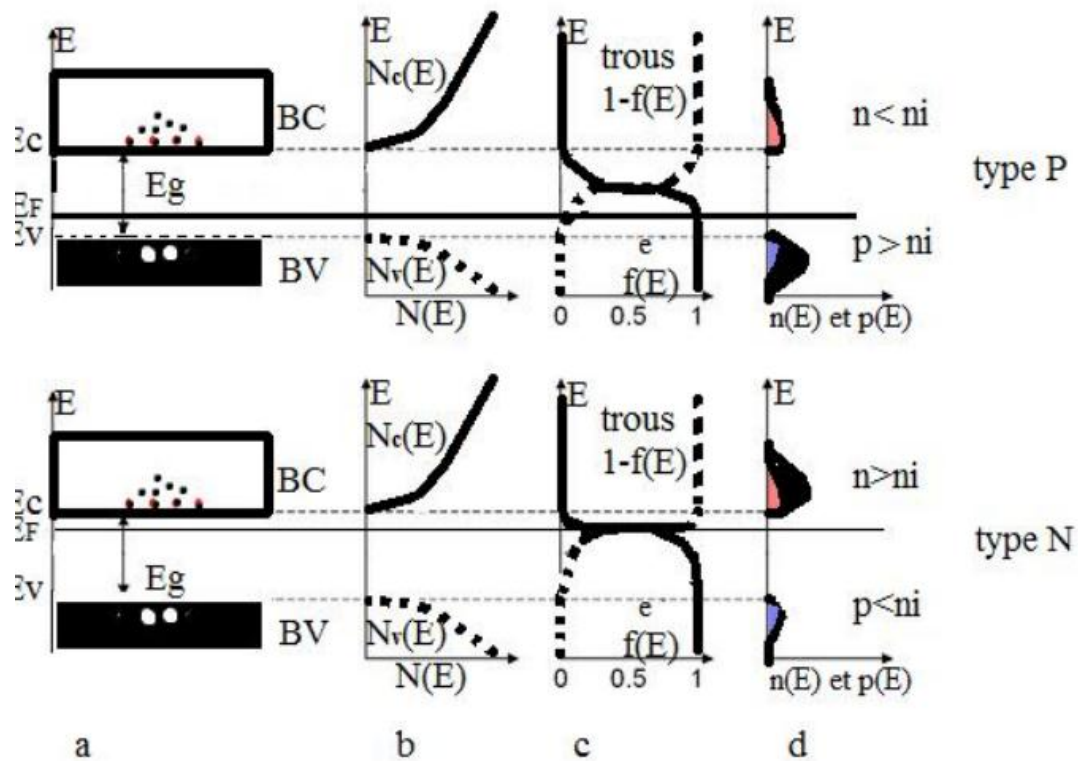 E E E E
Nc(E) trous
1-f(E)
BC n< ni
Ec
Eg type P
EF
EV e p > ni
BV Nv(E) f(E)
N(E) 0 0.5 1 n(E) et p(E)
E E E E
Nc(E) trous
1-f(E)
BC n>ni
Ec
EF type N
Eg
EV e p<ni
BV Nv(E) f(E)
N(E) 0 0.5 1 n(E) et p(E)
a b c d